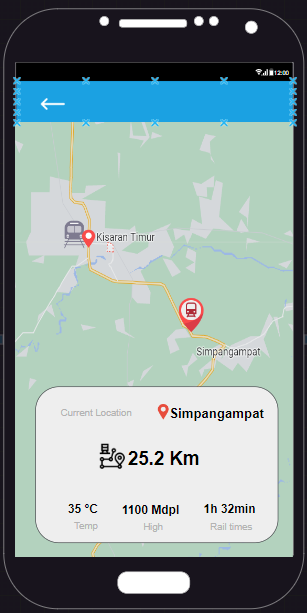 12:00
Kisaran Timur
Simpangampat
Current Location
Simpangampat
25.2 Km
35 °C
1100 Mdpl
1h 32min
Temp
High
Rail times